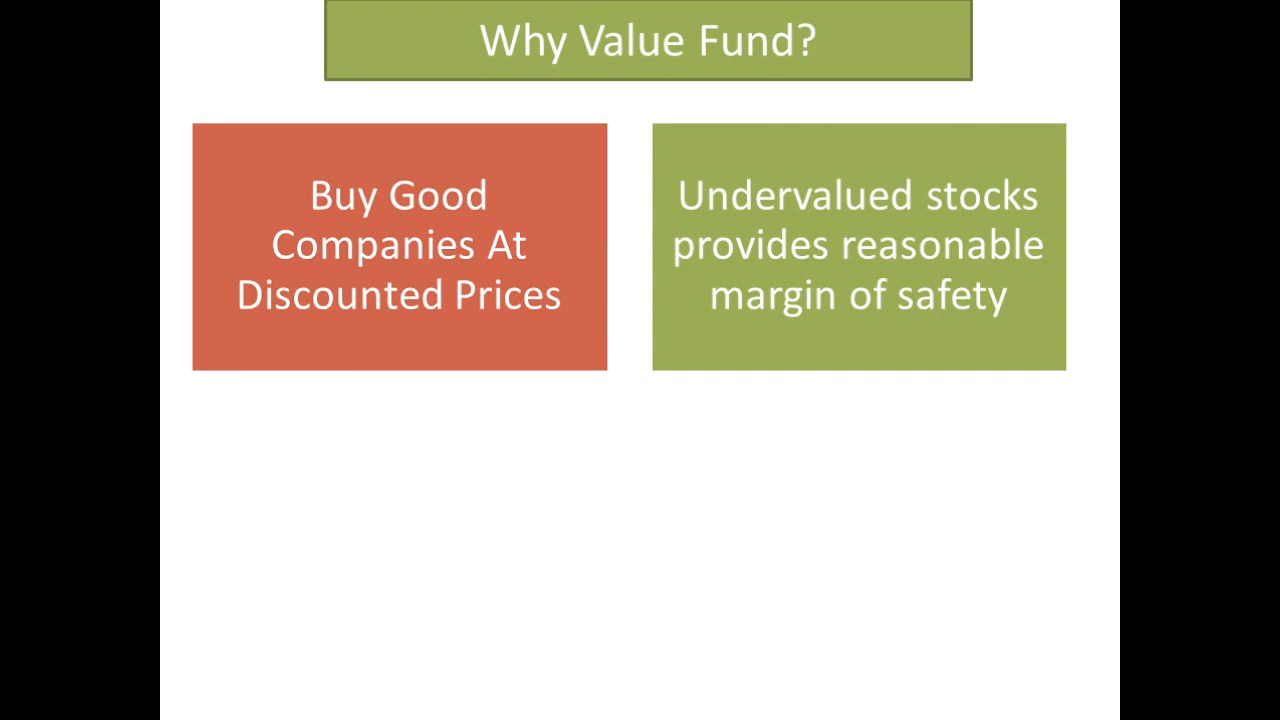 Why Value Fund?
Buy Good
Companies At
Discounted Prices
Undervalued stocks
provides reasonable
margin of safety